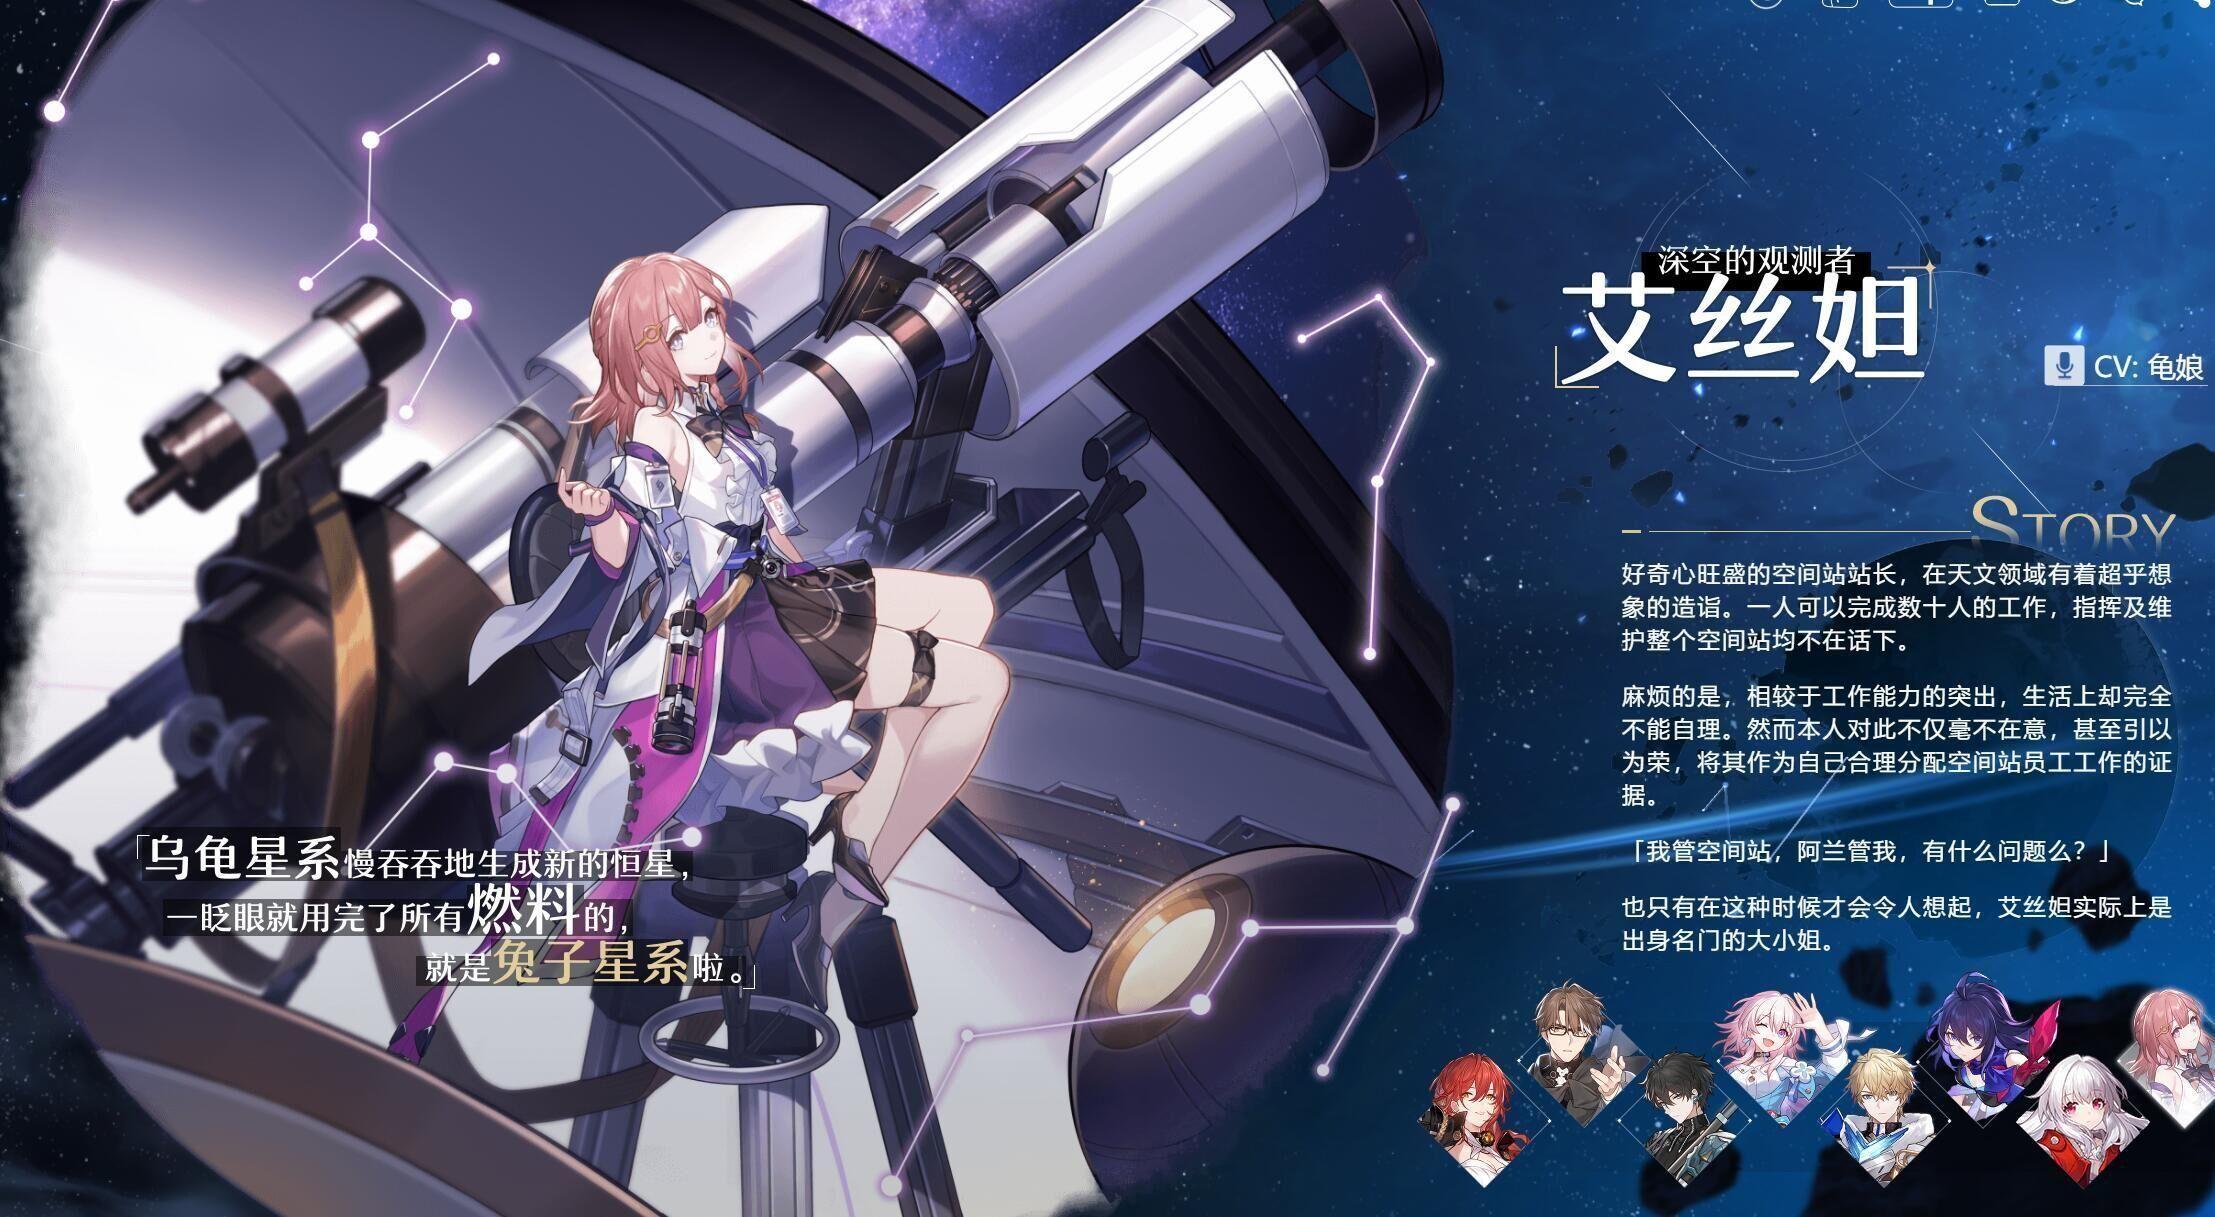 深空的观测者
艾丝妲
CV: 龟娘
STORY
好奇心旺盛的空间站站长，在天文领域有着超乎想
象的造诣。一人可以完成数十人的工作，指挥及维
护整个空间站均不在话下。
麻烦的是，相较于工作能力的突出，生活上却完全
不能自理。然而本人对此不仅毫不在意，甚至引以
为荣，将其作为自己合理分配空间站员工工作的证
据。
「我管空间站，阿兰管我，有什么问题么？」
也只有在这种时候才会令人想起，艾丝妲实际上是
出身名门的大小姐。
「乌龟星系慢吞吞地生成新的恒星，
一眨眼就用完了所有燃料的，
就是兔子星系啦。」